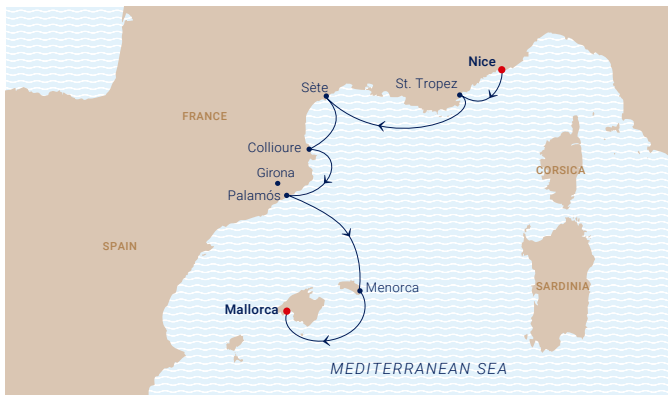 Nice
St. Tropez
Sète
FRANCE
Collioure
CORSICA
Girona
Palamós
SPAIN
SARDINIA
Menorca
Mallorca
MEDITERRANEAN SEA